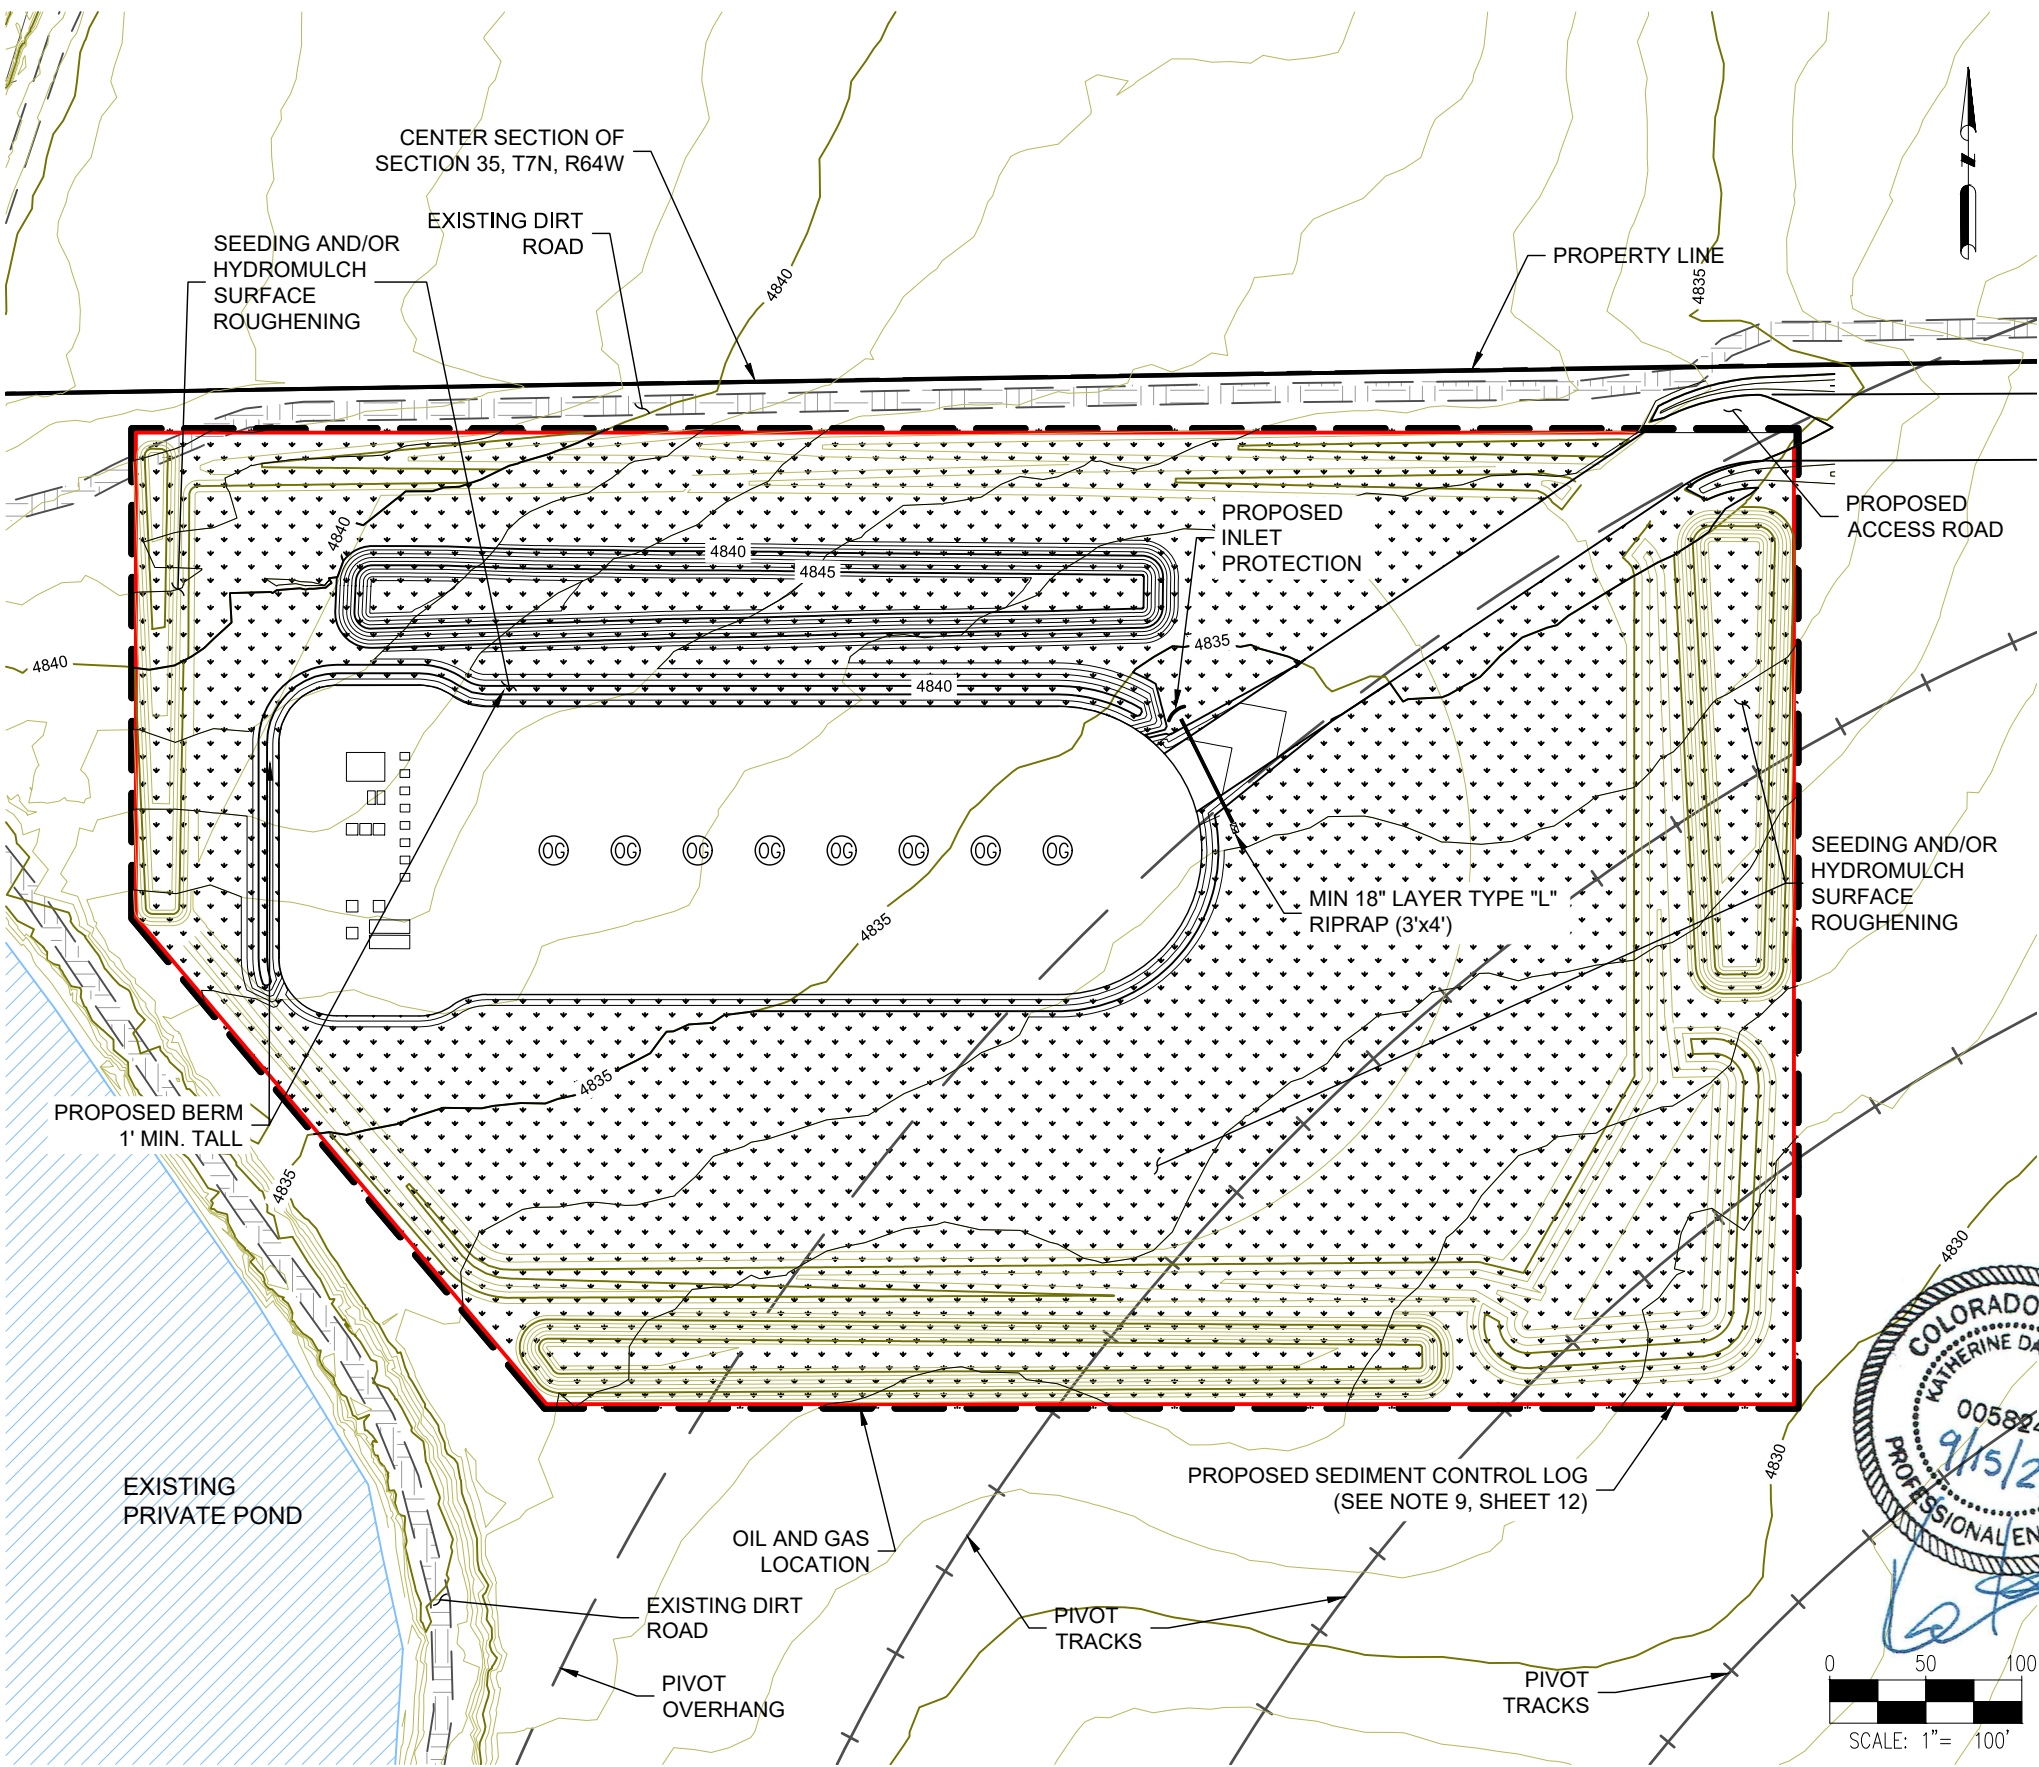 CENTER SECTION OF
SECTION 35, T7N, R64W
EXISTING DIRT
ROAD
SEEDING AND/OR
HYDROMULCH
SURFACE
ROUGHENING
4840
PROPERTY LINE
4835
N
PROPOSED
ACCESS ROAD
PROPOSED
INLET
PROTECTION
4840
4840
4845
4835
4840
4840
OG OG OG OG OG OG OG OG
SEEDING AND/OR
HYDROMULCH
SURFACE
ROUGHENING
MIN 18" LAYER TYPE "L"
RIPRAP (3'x4')
4835
4835
PROPOSED BERM
1' MIN. TALL
4835
4830
4830
EXISTING
PRIVATE POND
PROPOSED SEDIMENT CONTROL LOG
(SEE NOTE 9, SHEET 12)
OIL AND GAS
LOCATION
EXISTING DIRT
ROAD
PIVOT
OVERHANG
PIVOT
TRACKS
PIVOT
TRACKS
COLORADO
KATHERINE
9/15/2
PROFESSIONAL
0 50 100
SCALE: 1"= 100'